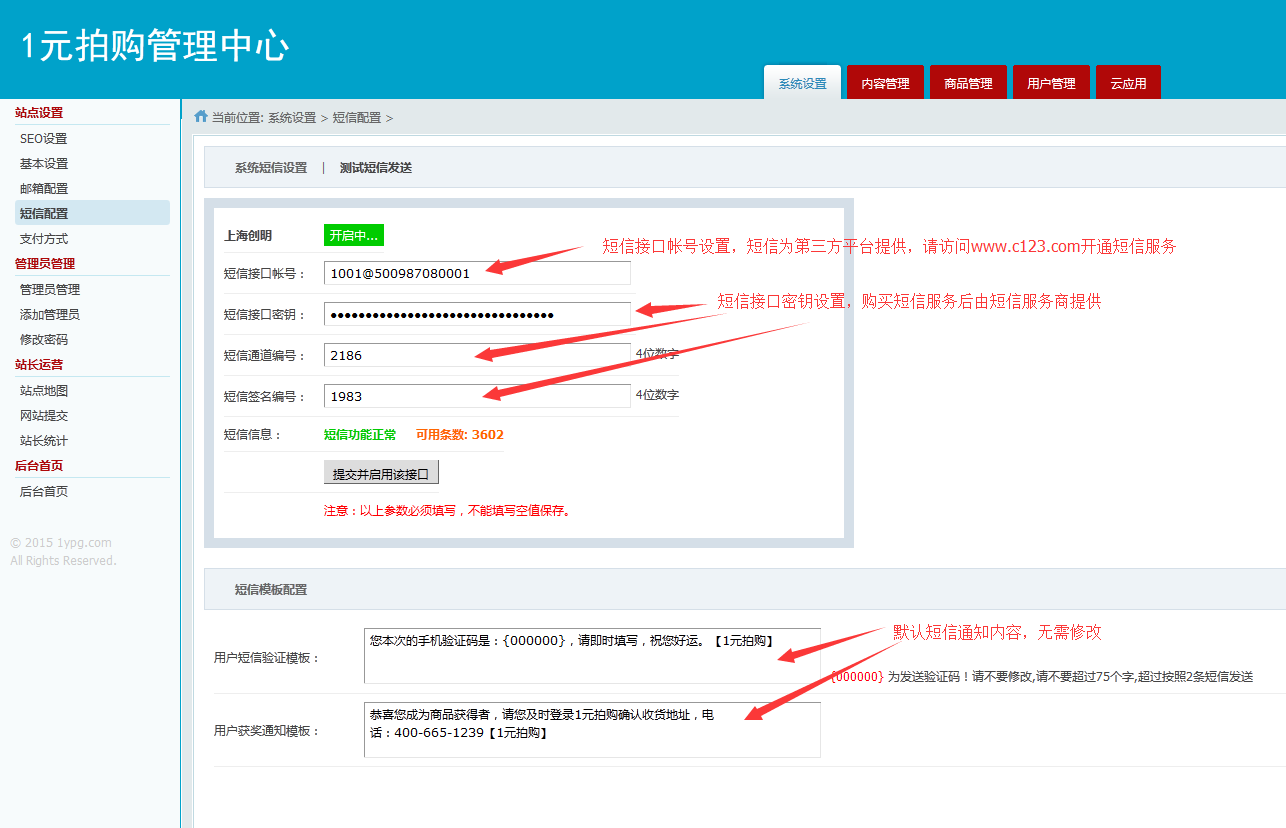 1元拍购管理中心
系统设置 内容管理 商品管理 用户管理 云应用
站点设置
SEO设置
基本设置
邮箱配置
短信配置
支付方式
管理员管理
管理员管理
添加管理员
修改密码
站长运营
站点地图
网站提交
站长统计
后台首页
后台首页
© 2015 1ypg.com
All Rights Reserved.
当前位置: 系统设置 > 短信配置 >
系统短信设置 | 测试短信发送
上海创明 开启中...
短信接口帐号设置，短信为第三方平台提供，请访问www.c123.com开通短信服务
短信接口帐号： 1001@500987080001
短信接口密钥设置，购买短信服务后由短信服务商提供
短信接口密钥： ●●●●●●●●●●●●●●●●●●●●●●●●●●●●●●●●
短信通道编号： 2186 4位数字
短信签名编号： 1983 4位数字
短信信息： 短信功能正常 可用条数: 3602
提交并启用该接口
注意：以上参数必须填写，不能填写空值保存。
短信模板配置
默认短信通知内容，无需修改
用户短信验证模板：
您本次的手机验证码是：{000000}，请即时填写，祝您好运。【1元拍购】
{000000} 为发送验证码！请不要修改,请不要超过75个字,超过按照2条短信发送
用户获奖通知模板：
恭喜您成为商品获得者，请您及时登录1元拍购确认收货地址，电
话：400-665-1239【1元拍购】